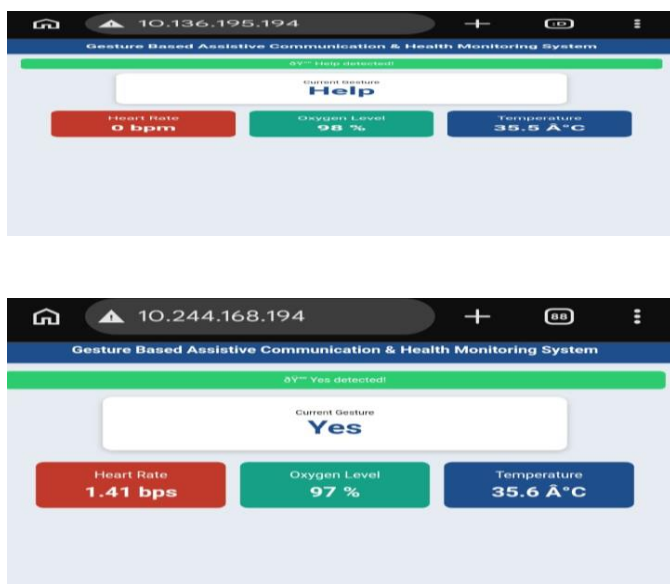 10.136.195.194
:D
Gesture Based Assistive Communication & Health Monitoring System
ðŸ™ Help detected!
Current Gesture
Help
Heart Rate
0 bpm
Oxygen Level
98 %
Temperature
35.5 Â°C
10.244.168.194
88
Gesture Based Assistive Communication & Health Monitoring System
ðŸ™ Yes detected!
Current Gesture
Yes
Heart Rate
1.41 bps
Oxygen Level
97 %
Temperature
35.6 Â°C